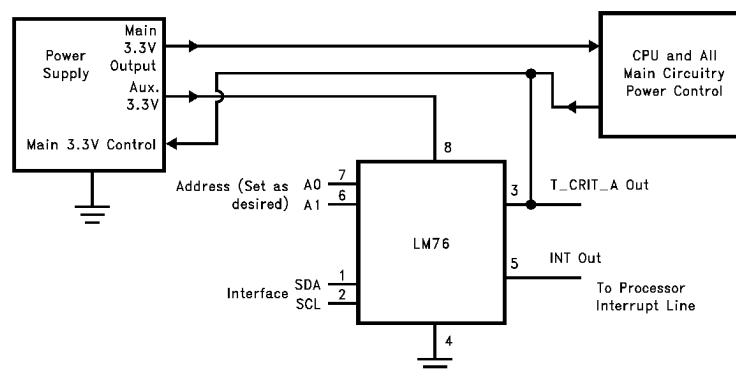 Main
3.3V
Output
Power
Supply
Aux.
3.3V
Main 3.3V Control
CPU and All
Main Circuitry
Power Control
8
Address (Set as
desired)
A0
7
A1
6
3
T_CRIT_A Out
LM76
5
INT Out
To Processor
Interrupt Line
Interface
SDA
1
SCL
2
4